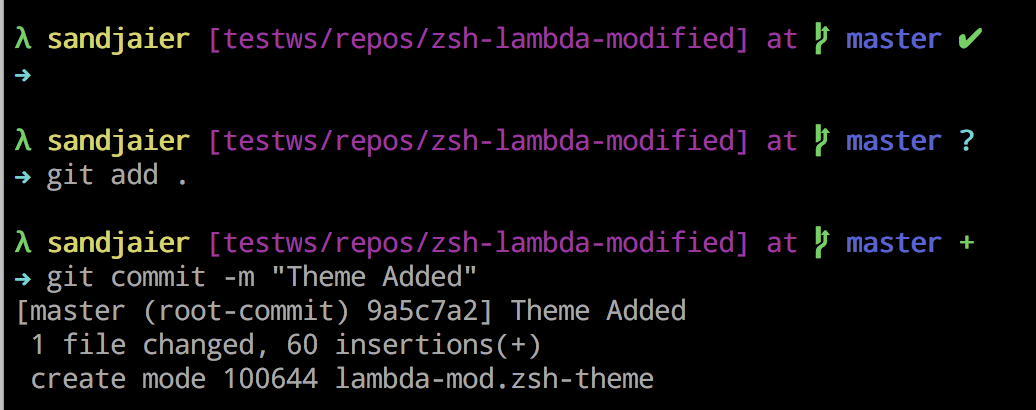 λ sandjaier [testws/repos/zsh-lambda-modified] at ᚴ master ✔
→
λ sandjaier [testws/repos/zsh-lambda-modified] at ᚴ master ?
→ git add .
λ sandjaier [testws/repos/zsh-lambda-modified] at ᚴ master +
→ git commit -m "Theme Added"
[master (root-commit) 9a5c7a2] Theme Added
 1 file changed, 60 insertions(+)
 create mode 100644 lambda-mod.zsh-theme